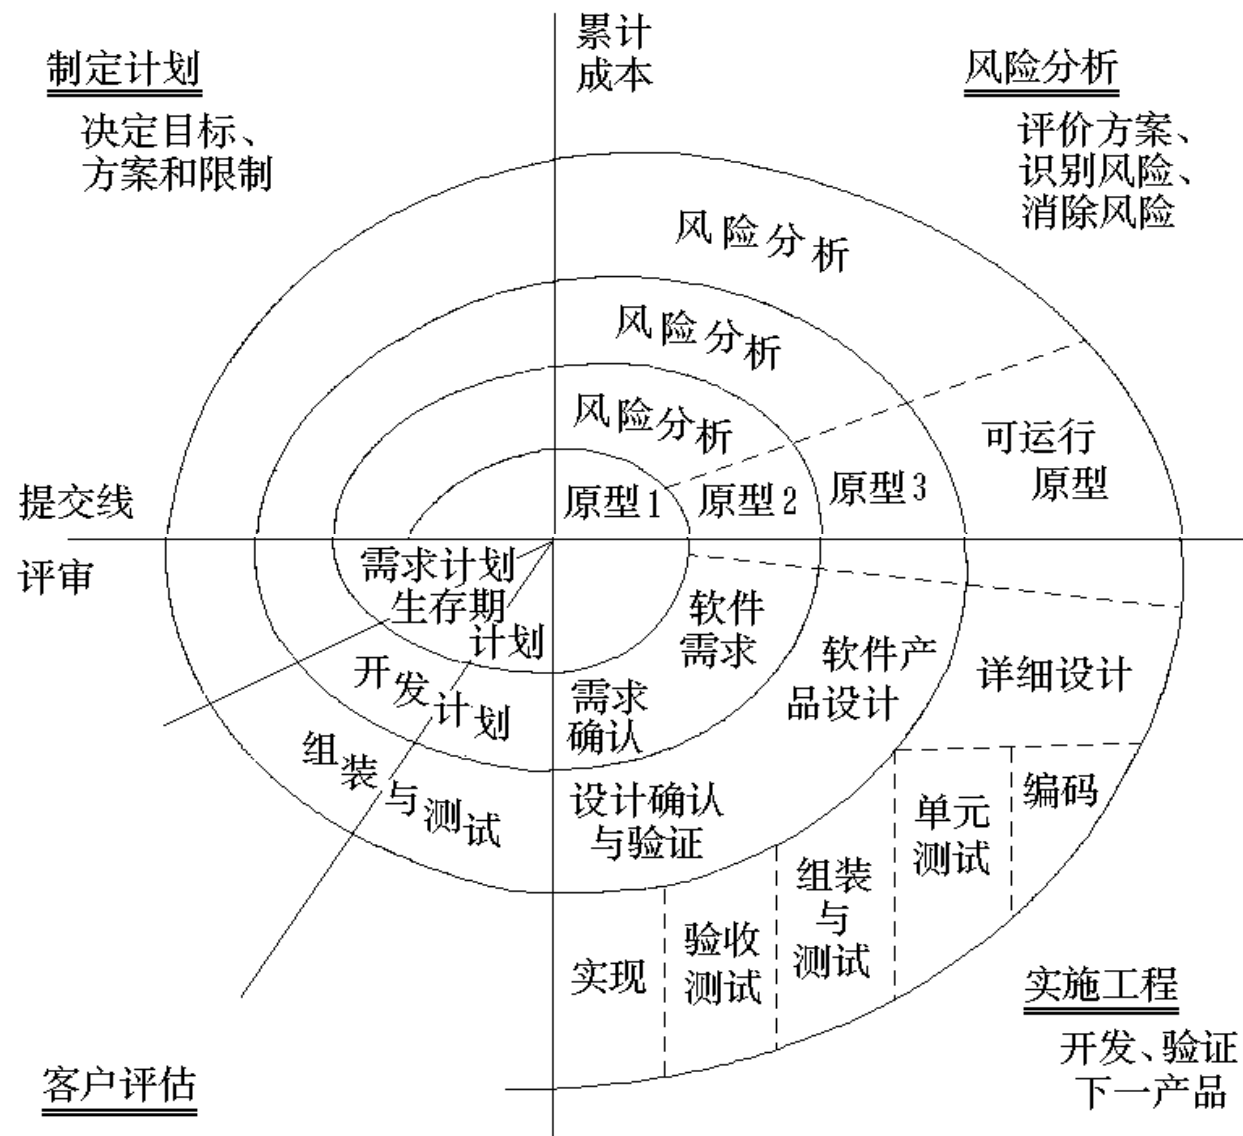 累计
成本
制定计划
决定目标、
方案和限制
风险分析
评价方案、
识别风险、
消除风险
风险分析
风险分析
风险分析
可运行
原型
原型1
原型2
原型3
提交线
评审
需求计划
生存期
计划
开发计划
组装与测试
软件
需求
需求
确认
软件产
品设计
详细设计
设计确认
与验证
编码
单元
测试
组装
与
测试
验收
测试
实现
实施工程
开发、验证
下一产品
客户评估